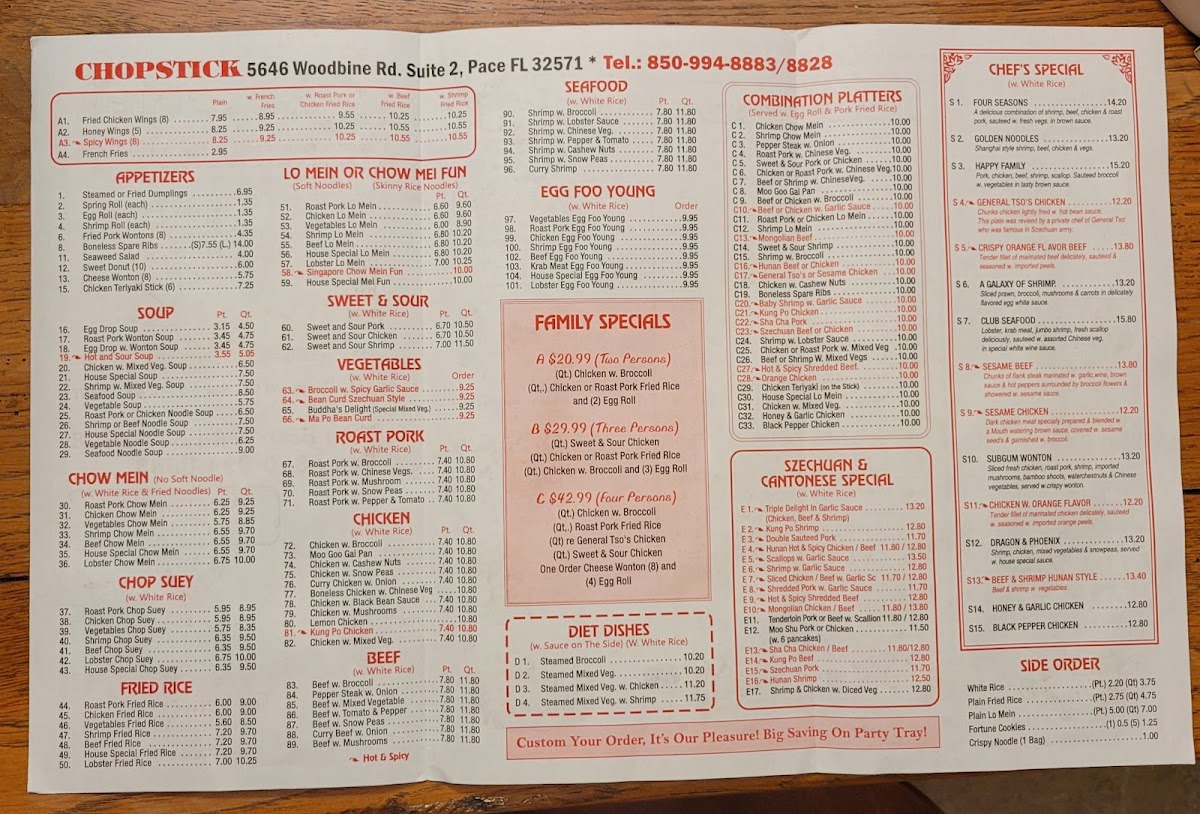 CHOPSTICK 5646 Woodbine Rd. Suite 2, Pace FL 32571 * Tel.: 850-994-8883/8828
Plain w. French Fries w. Roast Pork or Chicken Fried Rice w. Beef Fried Rice w. Shrimp Fried Rice
A1. Fried Chicken Wings (8) 7.95 8.95 9.55 10.25 10.55
A2. Honey Wings (5) 8.25 9.25 10.25 10.55 10.55
A3. Spicy Wings (8) 8.25 9.25 10.25 10.55 10.55
A4. French Fries 2.95
APPETIZERS
1. Steamed or Fried Dumplings 6.95
2. Spring Roll (each) 1.35
3. Egg Roll (each) 1.35
4. Shrimp Roll (each) 1.35
6. Fried Pork Wontons (8) 4.35
8. Boneless Spare Ribs (S)7.55 (L) 14.00
11. Seaweed Salad 4.00
12. Sweet Donut (10) 6.00
13. Cheese Wonton (8) 5.75
15. Chicken Teriyaki Stick (6) 7.25
SOUP Pt. Qt.
16. Egg Drop Soup 3.15 4.50
17. Roast Pork Wonton Soup 3.45 4.75
18. Egg Drop w. Wonton Soup 3.45 4.75
19. Hot and Sour Soup 3.55 5.05
20. Chicken w. Mixed Veg. Soup 6.50
21. House Special Soup 7.50
22. Shrimp w. Mixed Veg. Soup 7.50
23. Seafood Soup 8.50
24. Vegetable Soup 5.75
25. Roast Pork or Chicken Noodle Soup 6.50
26. Shrimp or Beef Noodle Soup 7.50
27. House Special Noodle Soup 7.50
28. Vegetable Noodle Soup 6.25
29. Seafood Noodle Soup 9.00
CHOW MEIN (No Soft Noodle)
(w. White Rice & Fried Noodles) Pt. Qt.
30. Roast Pork Chow Mein 6.25 9.25
31. Chicken Chow Mein 6.25 9.25
32. Vegetables Chow Mein 5.75 8.85
33. Shrimp Chow Mein 6.55 9.70
34. Beef Chow Mein 6.55 9.70
35. House Special Chow Mein 6.55 9.70
36. Lobster Chow Mein 6.75 10.00
CHOP SUEY
(w. White Rice)
37. Roast Pork Chop Suey 5.95 8.95
38. Chicken Chop Suey 5.95 8.95
39. Vegetables Chop Suey 5.75 8.35
40. Shrimp Chop Suey 6.35 9.50
41. Beef Chop Suey 6.35 9.50
42. Lobster Chop Suey 6.75 10.00
43. House Special Chop Suey 6.35 9.50
FRIED RICE
44. Roast Pork Fried Rice 6.00 9.00
45. Chicken Fried Rice 6.00 9.00
46. Vegetables Fried Rice 5.60 8.50
47. Shrimp Fried Rice 7.20 9.70
48. Beef Fried Rice 7.20 9.70
49. House Special Fried Rice 7.20 9.70
50. Lobster Fried Rice 7.00 10.25
LO MEIN OR CHOW MEI FUN
(Soft Noodles) (Skinny Rice Noodles)
Pt. Qt.
51. Roast Pork Lo Mein 6.60 9.60
52. Chicken Lo Mein 6.60 9.60
53. Vegetables Lo Mein 6.00 8.90
54. Shrimp Lo Mein 6.80 10.20
55. Beef Lo Mein 6.80 10.20
56. House Special Lo Mein 6.80 10.20
57. Lobster Lo Mein 7.00 10.25
58. Singapore Chow Mein Fun 10.00
59. House Special Mei Fun 10.00
SWEET & SOUR
(w. White Rice) Pt. Qt.
60. Sweet and Sour Pork 6.70 10.50
61. Sweet and Sour Chicken 6.70 10.50
62. Sweet and Sour Shrimp 7.00 11.50
VEGETABLES
(w. White Rice) Order
63. Broccoli w. Spicy Garlic Sauce 9.25
64. Bean Curd Szechuan Style 9.25
65. Buddha's Delight (Special Mixed Veg.) 9.25
66. Ma Po Bean Curd 9.25
ROAST PORK
(w. White Rice) Pt. Qt.
67. Roast Pork w. Broccoli 7.40 10.80
68. Roast Pork w. Chinese Vegs. 7.40 10.80
69. Roast Pork w. Mushroom 7.40 10.80
70. Roast Pork w. Snow Peas 7.40 10.80
71. Roast Pork w. Pepper & Tomato 7.40 10.80
CHICKEN
(w. White Rice) Pt. Qt.
72. Chicken w. Broccoli 7.40 10.80
73. Moo Goo Gai Pan 7.40 10.80
74. Chicken w. Cashew Nuts 7.40 10.80
75. Chicken w. Snow Peas 7.40 10.80
76. Curry Chicken w. Onion 7.40 10.80
77. Boneless Chicken w. Chinese Veg 10.80
78. Chicken w. Black Bean Sauce 7.40 10.80
79. Chicken w. Mushrooms 7.40 10.80
80. Lemon Chicken 10.80
81. Kung Po Chicken 7.40 10.80
82. Chicken w. Mixed Veg. 7.40 10.80
BEEF
(w. White Rice) Pt. Qt.
83. Beef w. Broccoli 7.80 11.80
84. Pepper Steak w. Onion 7.80 11.80
85. Beef w. Mixed Vegetable 7.80 11.80
86. Beef w. Tomato & Pepper 7.80 11.80
87. Beef w. Snow Peas 7.80 11.80
88. Curry Beef w. Onion 7.80 11.80
89. Beef w. Mushrooms 7.80 11.80
Hot & Spicy
SEAFOOD
(w. White Rice) Pt. Qt.
90. Shrimp w. Broccoli 7.80 11.80
91. Shrimp w. Lobster Sauce 7.80 11.80
92. Shrimp w. Chinese Veg. 7.80 11.80
93. Shrimp w. Pepper & Tomato 7.80 11.80
94. Shrimp w. Cashew Nuts 7.80 11.80
95. Shrimp w. Snow Peas 7.80 11.80
96. Curry Shrimp 7.80 11.80
EGG FOO YOUNG
(w. White Rice) Order
97. Vegetables Egg Foo Young 9.95
98. Roast Pork Egg Foo Young 9.95
99. Chicken Egg Foo Young 9.95
100. Shrimp Egg Foo Young 9.95
102. Beef Egg Foo Young 9.95
103. Krab Meat Egg Foo Young 9.95
104. House Special Egg Foo Young 9.95
101. Lobster Egg Foo Young 9.95
FAMILY SPECIALS
A $20.99 (Two Persons)
(Qt.) Chicken w. Broccoli
(Qt,.) Chicken or Roast Pork Fried Rice
and (2) Egg Roll
B $29.99 (Three Persons)
(Qt.) Sweet & Sour Chicken
(Qt.) Chicken or Roast Pork Fried Rice
(Qt.) Chicken w. Broccoli and (3) Egg Roll
C $42.99 (Four Persons)
(Qt.) Chicken w. Broccoli
(Qt,.) Roast Pork Fried Rice
(Qt) re General Tso's Chicken
(Qt.) Sweet & Sour Chicken
One Order Cheese Wonton (8) and
(4) Egg Roll
DIET DISHES
(w. Sauce on The Side) (W. White Rice)
D 1. Steamed Broccoli 10.20
D 2. Steamed Mixed Veg. 10.20
D 3. Steamed Mixed Veg. w. Chicken 11.20
D 4. Steamed Mixed Veg. w. Shrimp 11.75
Custom Your Order, It's Our Pleasure! Big Saving On Party Tray!
COMBINATION PLATTERS
(Served w. Egg Roll & Pork Fried Rice)
C 1. Chicken Chow Mein 10.00
C 2. Shrimp Chow Mein 10.00
C 3. Pepper Steak w. Onion 10.00
C 4. Roast Pork w. Chinese Veg. 10.00
C 5. Sweet & Sour Pork or Chicken 10.00
C 6. Chicken or Roast Pork w. Chinese Veg. 10.00
C 7. Beef or Shrimp w. ChineseVeg. 10.00
C 8. Moo Goo Gai Pan 10.00
C 9. Beef or Chicken w. Broccoli 10.00
C10. Beef or Chicken w. Garlic Sauce 10.00
C11. Roast Pork or Chicken Lo Mein 10.00
C12. Shrimp Lo Mein 10.00
C13. Mongolian Beef 10.00
C14. Sweet & Sour Shrimp 10.00
C15. Shrimp w. Broccoli 10.00
C16. Hunan Beef or Chicken 10.00
C17. General Tso's or Sesame Chicken 10.00
C18. Chicken w. Cashew Nuts 10.00
C19. Boneless Spare Ribs 10.00
C20. Baby Shrimp w. Garlic Sauce 10.00
C21. Kung Po Chicken 10.00
C22. Sha Cha Pork 10.00
C23. Szechuan Beef or Chicken 10.00
C24. Shrimp w. Lobster Sauce 10.00
C25. Chicken or Roast Pork w. Mixed Veg 10.00
C26. Beef or Shrimp W. Mixed Vegs 10.00
C27. Hot & Spicy Shredded Beef. 10.00
C28. Orange Chicken 10.00
C29. Chicken Teriyaki (on the Stick) 10.00
C30. House Special Lo Mein 10.00
C31. Chicken w. Mixed Veg. 10.00
C32. Honey & Garlic Chicken 10.00
C33. Black Pepper Chicken 10.00
SZECHUAN &
CANTONESE SPECIAL
(w. White Rice)
E 1. Triple Delight In Garlic Sauce 13.20
(Chicken, Beef & Shrimp)
E 2. Kung Po Shrimp 12.80
E 3. Double Sauteed Pork 11.70
E 4. Hunan Hot & Spicy Chicken / Beef 11.80 / 12.80
E 5. Scallops w. Garlic Sauce 13.50
E 6. Shrimp w. Garlic Sauce 12.80
E 7. Sliced Chicken / Beef w. Garlic Sc 11.70 / 12.80
E 8. Shredded Pork w. Garlic Sauce 11.70
E 9. Hot & Spicy Shredded Beef 12.80
E10. Mongolian Chicken / Beef 11.80 / 13.80
E11. Tenderloin Pork or Beef w. Scallion 11.80 / 12.80
E12. Moo Shu Pork or Chicken 11.50
(w. 6 pancakes)
E13. Sha Cha Chicken / Beef 11.80/12.80
E14. Kung Po Beef 12.80
E15. Szechuan Pork 11.70
E16. Hunan Shrimp 12.50
E17. Shrimp & Chicken w. Diced Veg 12.80
CHEF'S SPECIAL
(w. White Rice)
S 1. FOUR SEASONS 14.20
A delicious combination of shrimp, beef, chicken & roast
pork, sauteed w. fresh vegs, in brown sauce.
S 2. GOLDEN NOODLES 13.20
Shanghai style shrimp, beef, chicken & vegs.
S 3. HAPPY FAMILY 15.20
Pork, chicken, beef, shrimp, scallop. Sauteed broccoli
w. vegetables in tasty brown sauce.
S 4. GENERAL TSO'S CHICKEN 12.20
Chunks chicken lightly fried w. hot bean sauce.
This plate was revised by private chef of General Tso'
who was famous in Szechuan army.
S 5. CRISPY ORANGE FL AVOR BEEF 13.80
Tender fillet of marinated beef delicately, sauteed &
seasoned w. imported peels.
S 6. A GALAXY OF SHRIMP. 13.20
Sliced prawn, broccoli, mushrooms & carrots in delicately
flavored egg white sauce.
S 7. CLUB SEAFOOD 15.80
Lobster, krab meat, jumbo shrimp, fresh scallop
deliciously, sauteed w. assorted Chinese veg.
in special white wine sauce.
S 8. SESAME BEEF 13.80
Chunks of flank steak marinated w. garlic wine, brown
sauce & hot peppers surrounded by broccoli flowers &
showered w. sesame sauce.
S 9. SESAME CHICKEN 12.20
Dark chicken meat specially prepared & blended w.
a Mouth watering brown sauce, covered w. sesame
seed's & garnished w. broccoli.
S10. SUBGUM WONTON 13.20
Sliced fresh chicken, roast pork, shrimp, imported
mushrooms, bamboo shoots, waterchestnuts & Chinese
vegetables, served w.crispy wonton.
S11. CHICKEN W. ORANGE FLAVOR 12.20
Tender fillet of marinated chicken delicately, sauteed
w. seasoned w. imported orange peels.
S12. DRAGON & PHOENIX 13.20
Shrimp, chicken, mixed vegetables & snowpeas, served
w. house special sauce.
S13. BEEF & SHRIMP HUNAN STYLE 13.40
Beef & shrimp w. vegetables.
S14. HONEY & GARLIC CHICKEN 12.80
S15. BLACK PEPPER CHICKEN 12.80
SIDE ORDER
White Rice (Pt.) 2.20 (Qt) 3.75
Plain Fried Rice (Pt.) 2.75 (Qt) 4.75
Plain Lo Mein (Pt.) 5.00 (Qt) 7.00
Fortune Cookies (1) 0.5 (5) 1.25
Crispy Noodle (1 Bag) 1.00